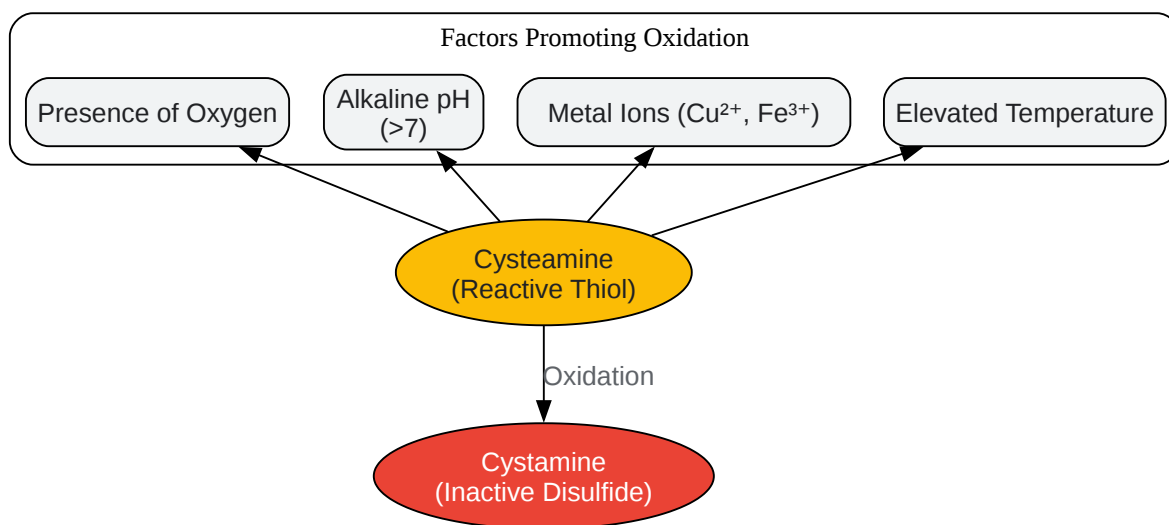 Factors Promoting Oxidation
Presence of Oxygen
Alkaline pH
(>7)
Metal Ions (Cu²⁺, Fe³⁺)
Elevated Temperature
Cysteamine
(Reactive Thiol)
Oxidation
Cystamine
(Inactive Disulfide)